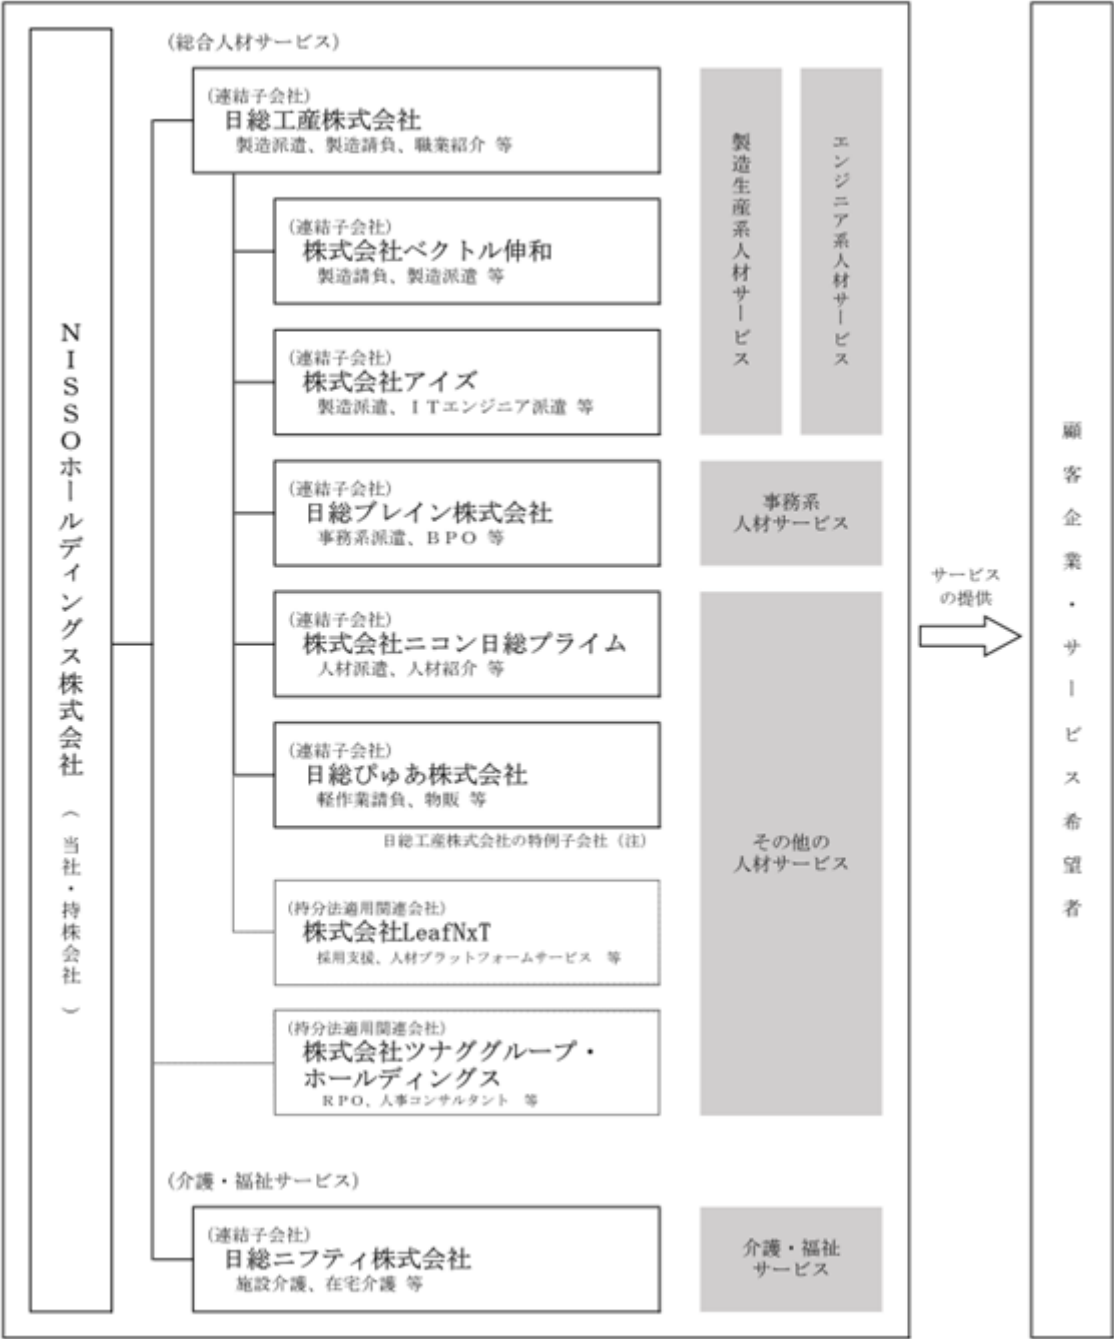 NISSOホールディングス株式会社（当社・持株会社）
（総合人材サービス）
（連結子会社）
日総工産株式会社
製造派遣、製造請負、職業紹介 等
（連結子会社）
株式会社ベクトル伸和
製造請負、製造派遣 等
（連結子会社）
株式会社アイズ
製造派遣、ＩＴエンジニア派遣 等
製造生産系人材サービス
エンジニア系人材サービス
（連結子会社）
日総ブレイン株式会社
事務系派遣、ＢＰＯ 等
事務系
人材サービス
（連結子会社）
株式会社ニコン日総プライム
人材派遣、人材紹介 等
（連結子会社）
日総ぴゅあ株式会社
軽作業請負、物販 等
日総工産株式会社の特例子会社（注）
（持分法適用関連会社）
株式会社LeafNxT
採用支援、人材プラットフォームサービス　等
（持分法適用関連会社）
株式会社ツナググループ・
ホールディングス
ＲＰＯ、人事コンサルタント　等
その他の
人材サービス
（介護・福祉サービス）
（連結子会社）
日総ニフティ株式会社
施設介護、在宅介護 等
介護・福祉
サービス
サービス
の提供
顧客企業・サービス希望者